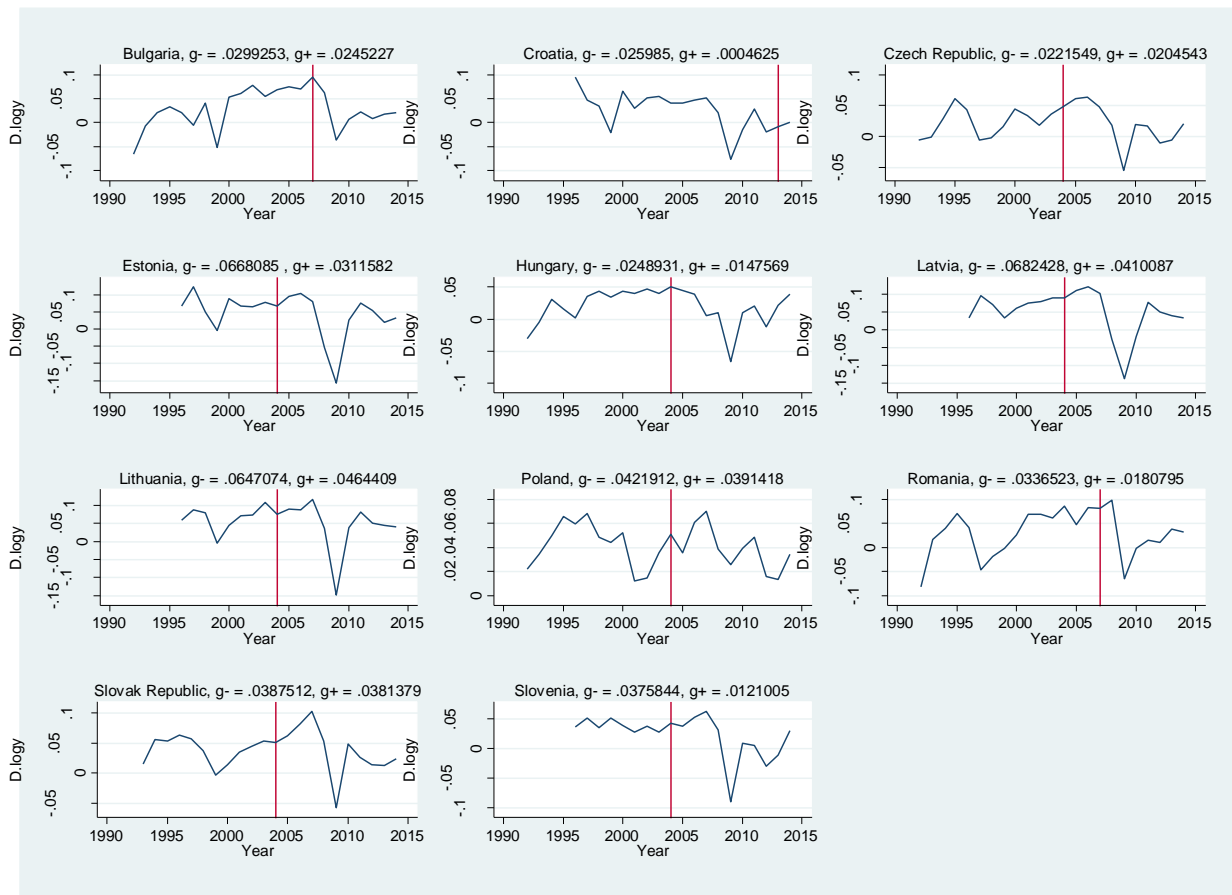 Bulgaria, g- = .0299253, g+ = .0245227
D.logy
.1
.05
0
-.05
-.1
1990 1995 2000 2005 2010 2015
Year
Croatia, g- = .025985, g+ = .0004625
D.logy
.1
.05
0
-.05
-.1
1990 1995 2000 2005 2010 2015
Year
Czech Republic, g- = .0221549, g+ = .0204543
D.logy
.1
.05
0
-.05
1990 1995 2000 2005 2010 2015
Year
Estonia, g- = .0668085 , g+ = .0311582
D.logy
.1
.05
0
-.05
-.1
-.15
1990 1995 2000 2005 2010 2015
Year
Hungary, g- = .0248931, g+ = .0147569
D.logy
.05
0
-.05
-.1
1990 1995 2000 2005 2010 2015
Year
Latvia, g- = .0682428, g+ = .0410087
D.logy
.1
.05
0
-.05
-.1
-.15
1990 1995 2000 2005 2010 2015
Year
Lithuania, g- = .0647074, g+ = .0464409
D.logy
.1
.05
0
-.05
-.1
-.15
1990 1995 2000 2005 2010 2015
Year
Poland, g- = .0421912, g+ = .0391418
D.logy
.08
.06
.04
.02
0
1990 1995 2000 2005 2010 2015
Year
Romania, g- = .0336523, g+ = .0180795
D.logy
.1
.05
0
-.05
-.1
1990 1995 2000 2005 2010 2015
Year
Slovak Republic, g- = .0387512, g+ = .0381379
D.logy
.1
.05
0
-.05
1990 1995 2000 2005 2010 2015
Year
Slovenia, g- = .0375844, g+ = .0121005
D.logy
.05
0
-.05
-.1
1990 1995 2000 2005 2010 2015
Year